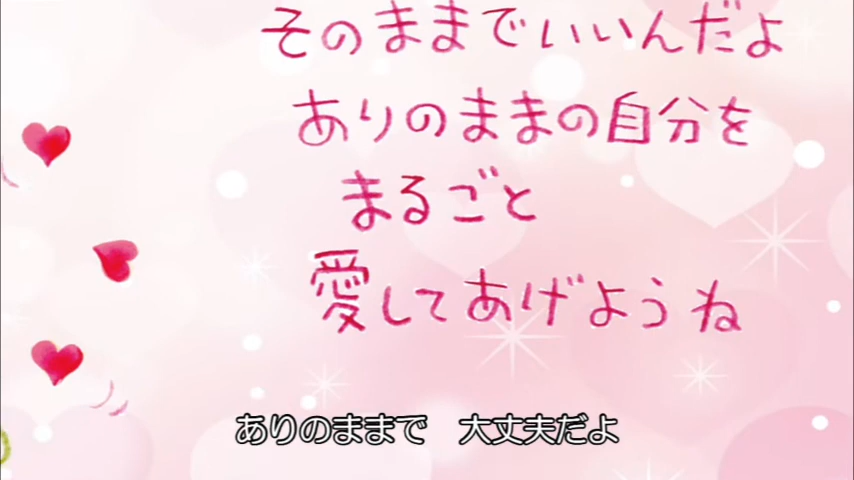 そのままでいいんだよ
ありのままの自分を
まるごと
愛してあげようね
ありのままで　大丈夫だよ